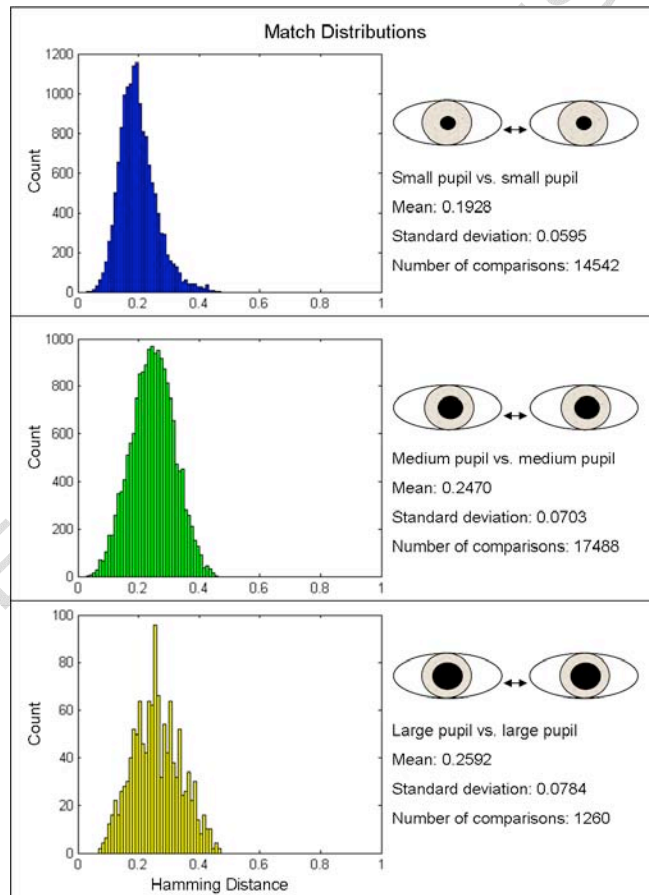 Match Distributions
1200
1000
800
600
400
200
0
Count
0 0.2 0.4 0.6 0.8 1
Small pupil vs. small pupil
Mean: 0.1928
Standard deviation: 0.0595
Number of comparisons: 14542
1000
800
600
400
200
0
Count
0 0.2 0.4 0.6 0.8 1
Medium pupil vs. medium pupil
Mean: 0.2470
Standard deviation: 0.0703
Number of comparisons: 17488
100
80
60
40
20
0
Count
0 0.2 0.4 0.6 0.8 1
Hamming Distance
Large pupil vs. large pupil
Mean: 0.2592
Standard deviation: 0.0784
Number of comparisons: 1260